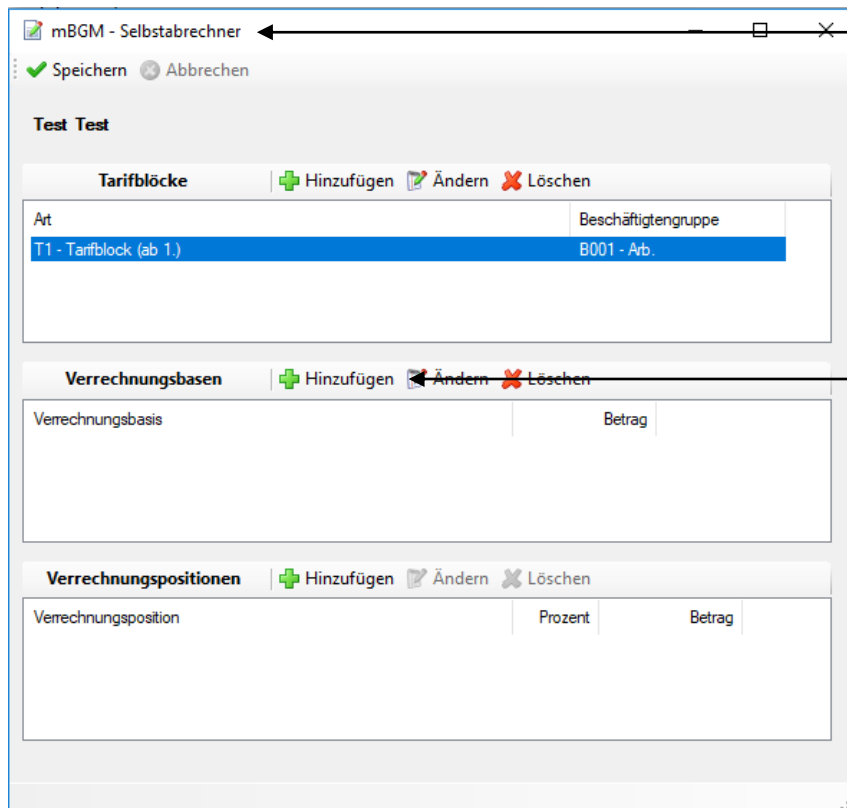 mBGM - Selbstabrechner
Speichern Abbrechen
Test Test
Tarifblöcke Hinzufügen Ändern Löschen
Art Beschäftigtengruppe
T1 - Tarifblock (ab 1.) B001 - Arb.
Verrechnungsbasen Hinzufügen Ändern Löschen
Verrechnungsbasis Betrag
Verrechnungspositionen Hinzufügen Ändern Löschen
Verrechnungsposition Prozent Betrag